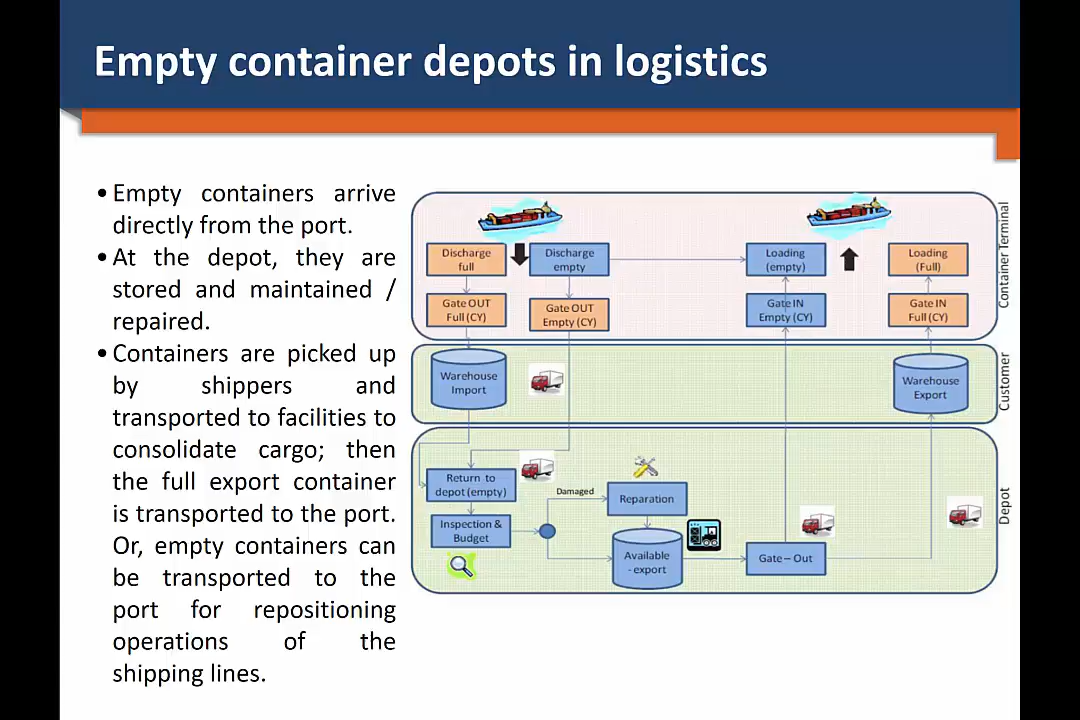 Empty container depots in logistics
• Empty containers arrive
directly from the port.
• At the depot, they are
stored and maintained /
repaired.
• Containers are picked up
by shippers and
transported to facilities to
consolidate cargo; then
the full export container
is transported to the port.
Or, empty containers can
be transported to the
port for repositioning
operations of the
shipping lines.
Discharge
full
Discharge
empty
Loading
(empty)
Loading
(Full)
Gate OUT
Full (CY)
Gate OUT
Empty (CY)
Gate IN
Empty (CY)
Gate IN
Full (CY)
Container Terminal
Warehouse
Import
Warehouse
Export
Customer
Return to
depot (empty)
Damaged
Reparation
Inspection &
Budget
Available
- export
Gate – Out
Depot